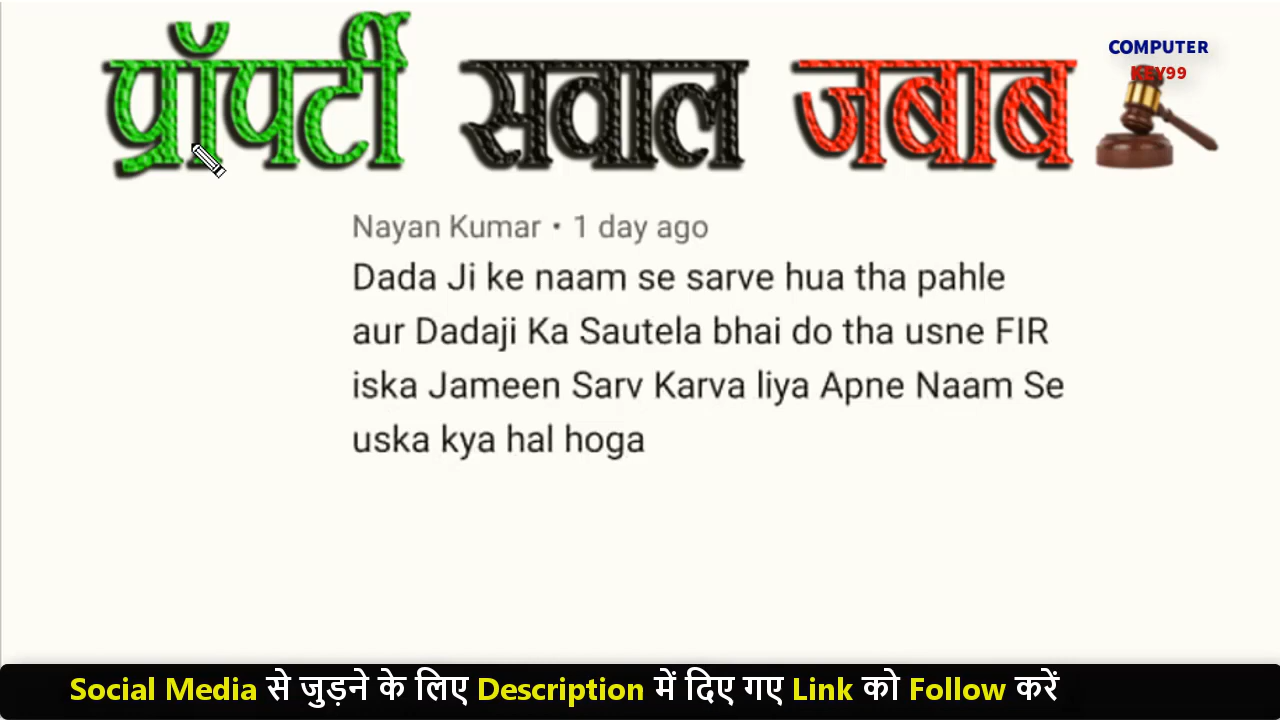 प्रॉपर्टी सवाल जबाब
COMPUTER
KEY99
Nayan Kumar • 1 day ago
Dada Ji ke naam se sarve hua tha pahle
aur Dadaji Ka Sautela bhai do tha usne FIR
iska Jameen Sarv Karva liya Apne Naam Se
uska kya hal hoga
Social Media से जुड़ने के लिए Description में दिए गए Link को Follow करें